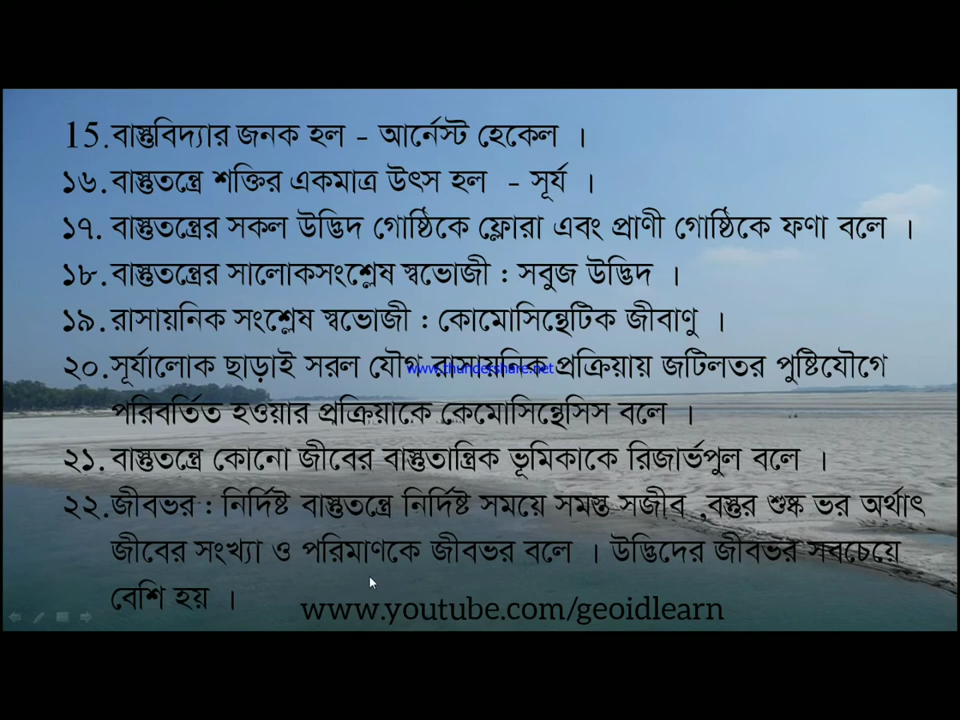 15.বাস্তুবিদ্যার জনক হল - আর্নেস্ট হেকেল ।
১৬.বাস্তুতন্ত্রে শক্তির একমাত্র উৎস হল - সূর্য ।
১৭. বাস্তুতন্ত্রের সকল উদ্ভিদ গোষ্ঠিকে ফ্লোরা এবং প্রাণী গোষ্ঠিকে ফণা বলে ।
১৮.বাস্তুতন্ত্রের সালোকসংশ্লেষ স্বভোজী : সবুজ উদ্ভিদ ।
১৯.রাসায়নিক সংশ্লেষ স্বভোজী : কোমোসিন্থেটিক জীবাণু ।
২০.সূর্যালোক ছাড়াই সরল যৌগ রাসায়নিক প্রক্রিয়ায় জটিলতর পুষ্টিযৌগে
www.thundershare.net
পরিবর্তিত হওয়ার প্রক্রিয়াকে কেমোসিন্থেসিস বলে ।
২১. বাস্তুতন্ত্রে কোনো জীবের বাস্তুতান্ত্রিক ভূমিকাকে রিজার্ভপুল বলে ।
২২.জীবভর : নির্দিষ্ট বাস্তুতন্ত্রে নির্দিষ্ট সময়ে সমস্ত সজীব ,বস্তুর শুষ্ক ভর অর্থাৎ
জীবের সংখ্যা ও পরিমাণকে জীবভর বলে । উদ্ভিদের জীবভর সবচেয়ে
বেশি হয় ।
www.youtube.com/geoidlearn